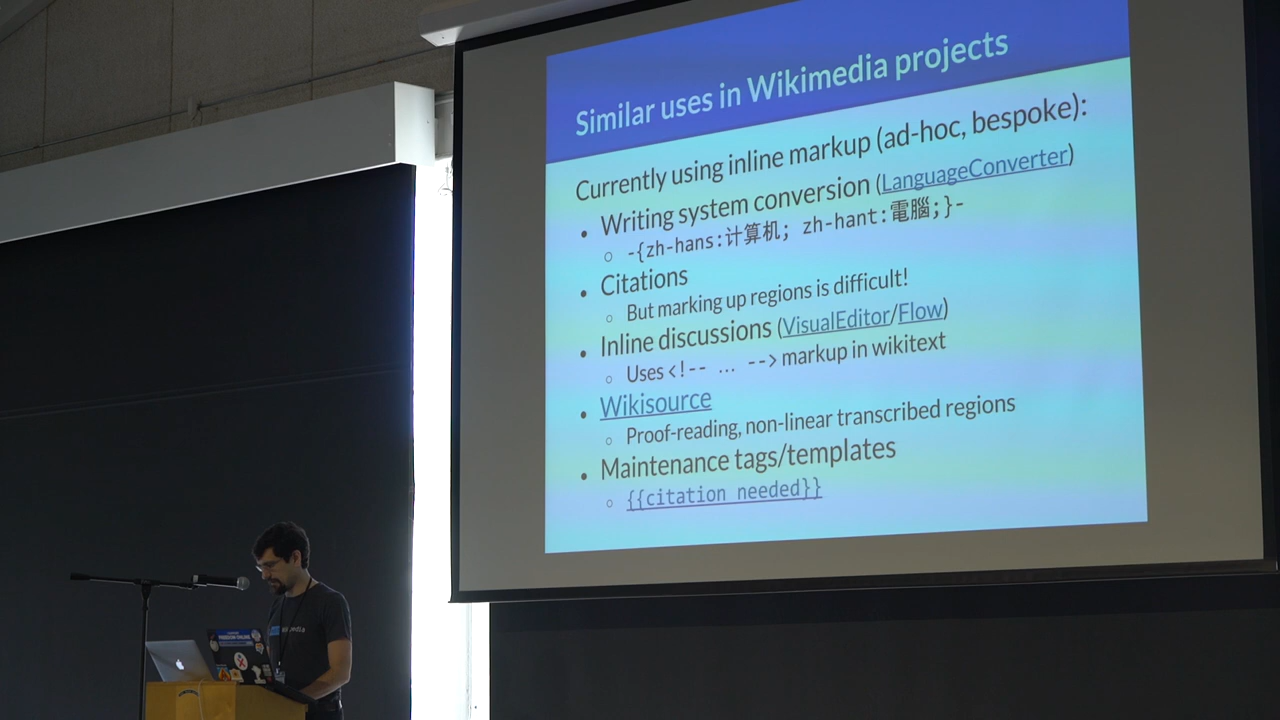 Similar uses in Wikimedia projects
Currently using inline markup (ad-hoc, bespoke):
• Writing system conversion (LanguageConverter)
○ -{zh-hans:计算机; zh-hant:電腦;}-
• Citations
○ But marking up regions is difficult!
• Inline discussions (VisualEditor/Flow)
○ Uses <!-- ... --> markup in wikitext
• Wikisource
○ Proof-reading, non-linear transcribed regions
• Maintenance tags/templates
○ {{citation needed}}
FREEDOM ONLINE